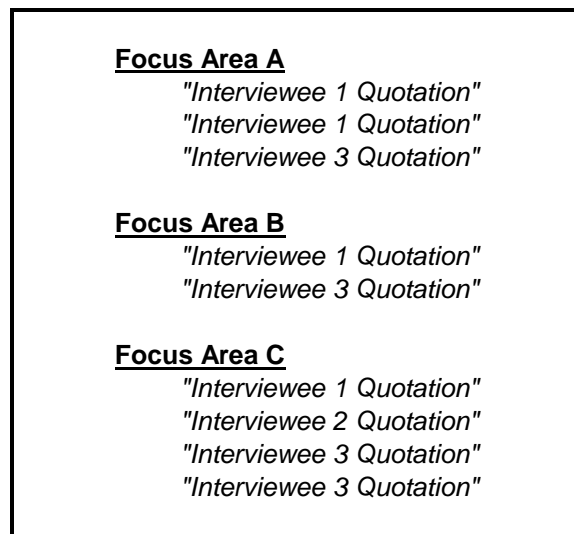 Focus Area A
"Interviewee 1 Quotation"
"Interviewee 1 Quotation"
"Interviewee 3 Quotation"
Focus Area B
"Interviewee 1 Quotation"
"Interviewee 3 Quotation"
Focus Area C
"Interviewee 1 Quotation"
"Interviewee 2 Quotation"
"Interviewee 3 Quotation"
"Interviewee 3 Quotation"